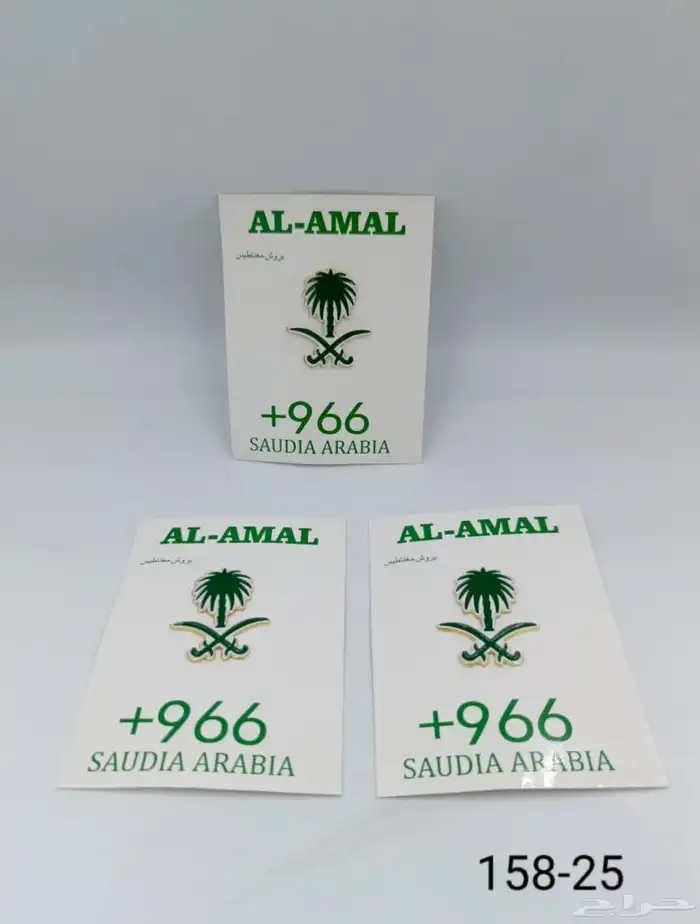 AL-AMAL
بروش مغناطيس
+966
SAUDIA ARABIA
AL-AMAL
بروش مغناطيس
+966
SAUDIA ARABIA
AL-AMAL
بروش مغناطيس
+966
SAUDIA ARABIA
158-25
حراج